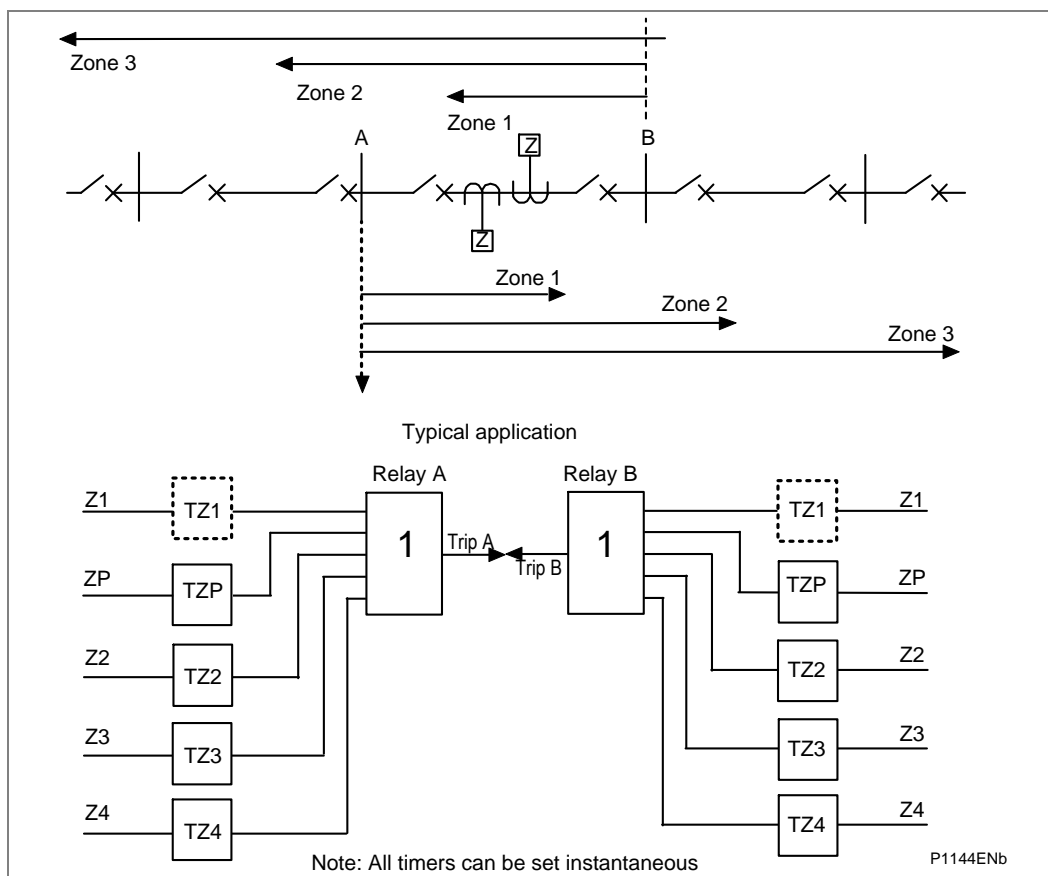 Zone 3
Zone 2
Zone 1
A
B
Z
Z
Zone 1
Zone 2
Zone 3
Typical application
Relay A
Relay B
Z1
TZ1
1
Trip A
Trip B
1
TZ1
Z1
ZP
TZP
TZP
ZP
Z2
TZ2
TZ2
Z2
Z3
TZ3
TZ3
Z3
Z4
TZ4
TZ4
Z4
Note: All timers can be set instantaneous
P1144ENb